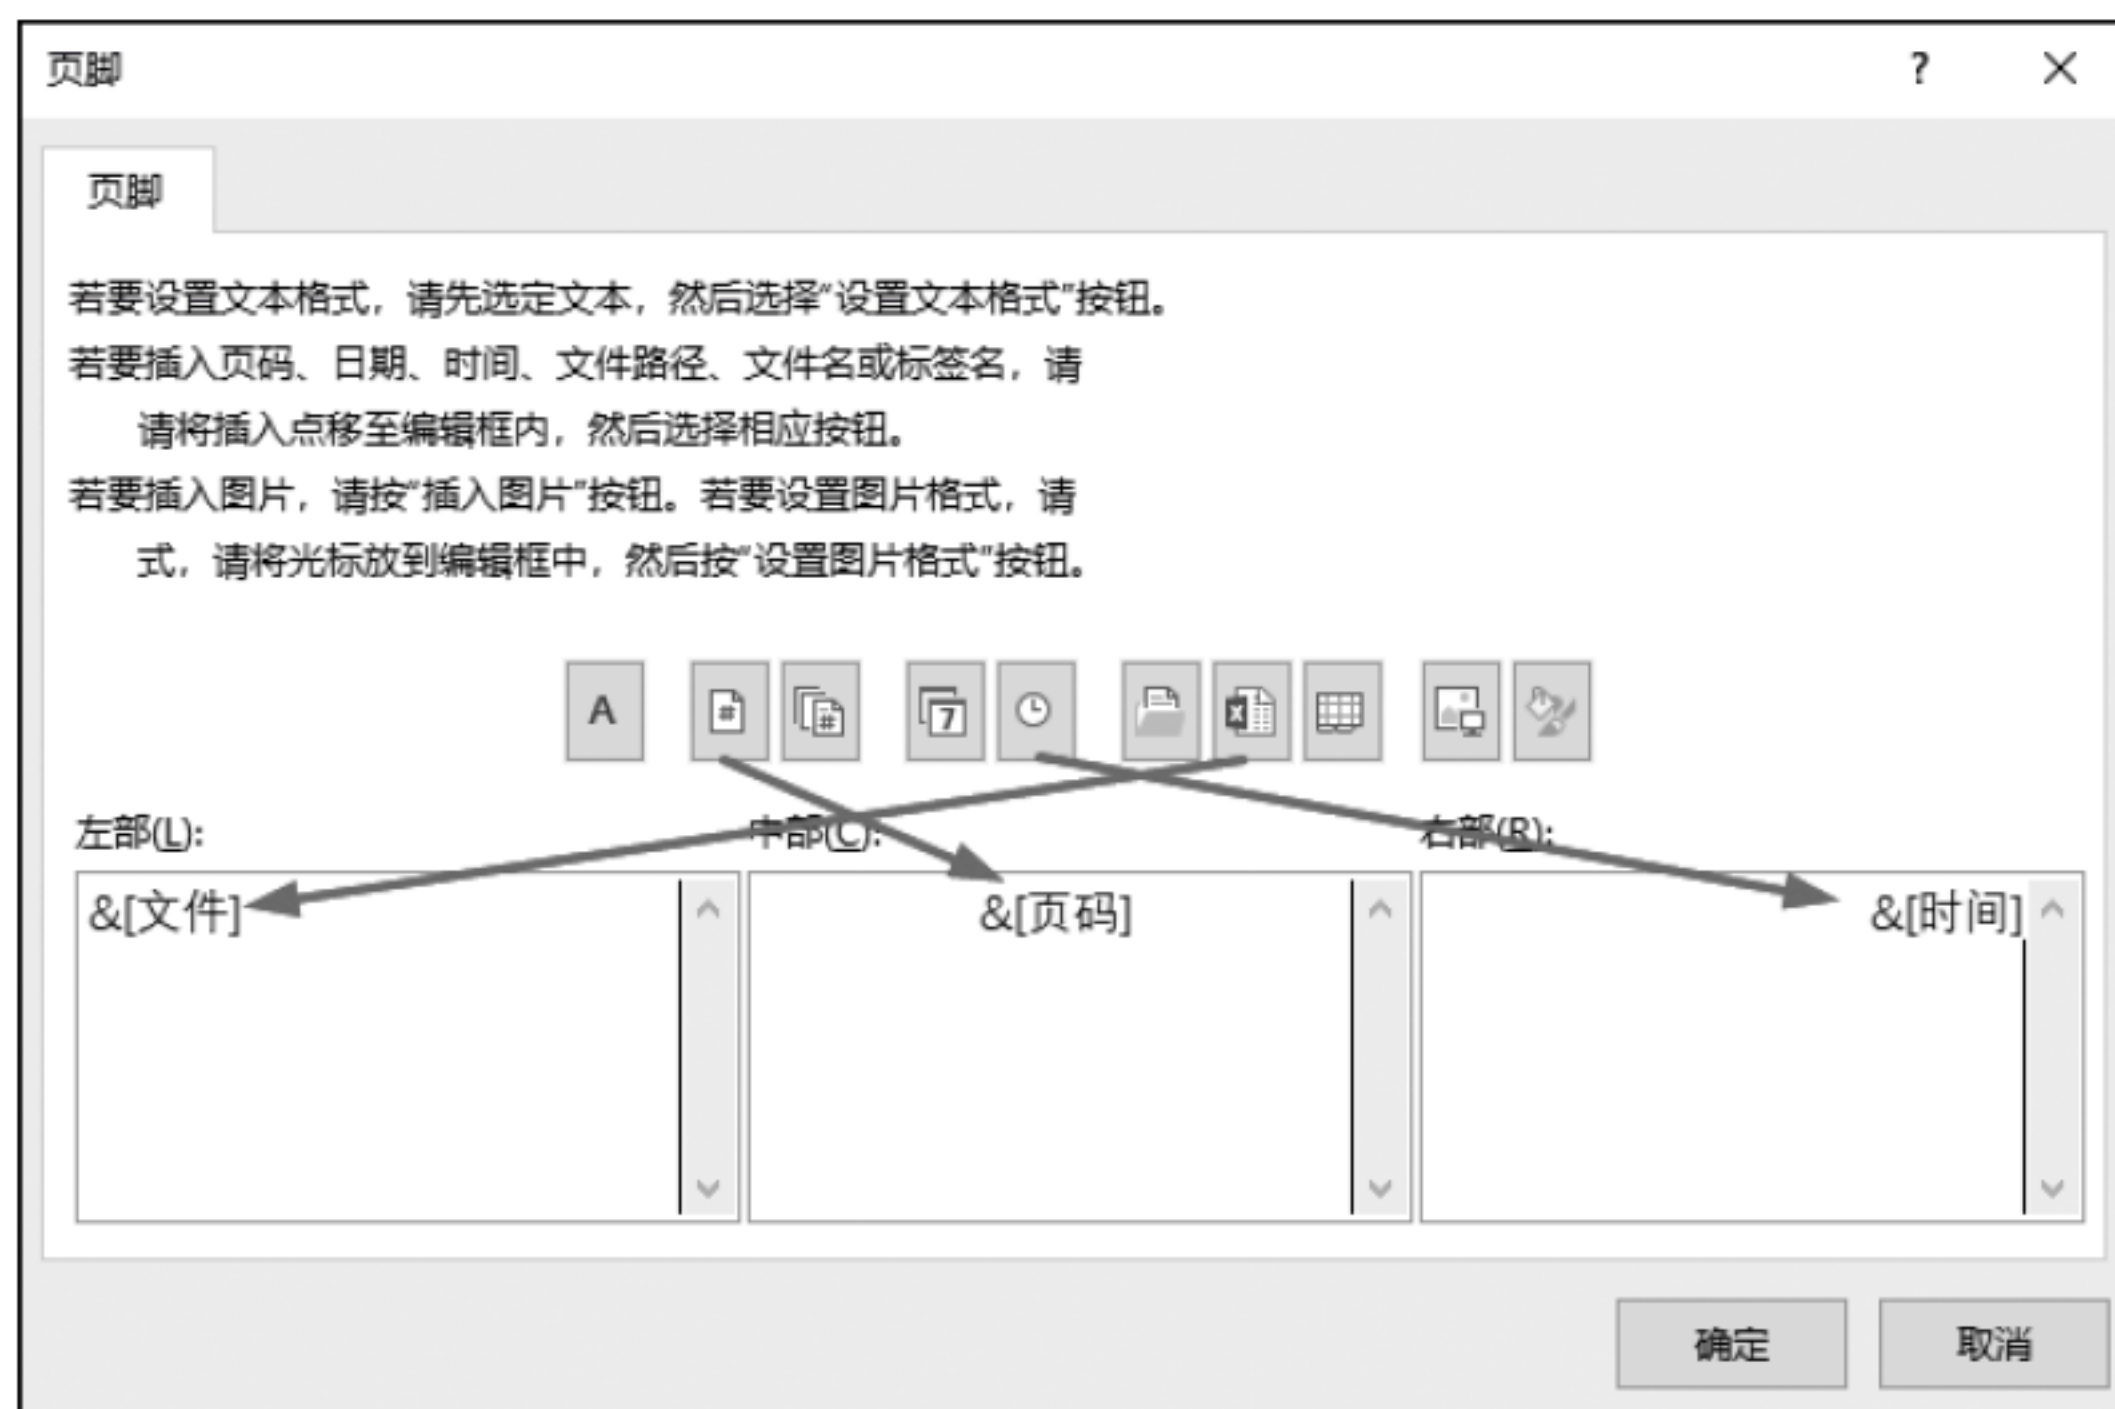 页脚 ? ×
页脚
若要设置文本格式，请先选定文本，然后选择“设置文本格式”按钮。
若要插入页码、日期、时间、文件路径、文件名或标签名，请
请将插入点移至编辑框内，然后选择相应按钮。
若要插入图片，请按“插入图片”按钮。若要设置图片格式，请
式，请将光标放到编辑框中，然后按“设置图片格式”按钮。
A # # 7 X
左部(L): 中部(C): 右部(R):
&[文件] &[页码] &[时间]
确定 取消